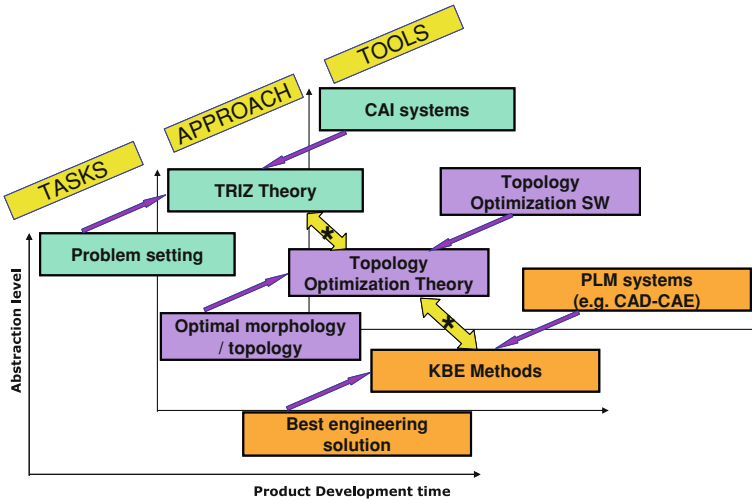 TOOLS
APPROACH
TASKS
CAI systems
TRIZ Theory
Topology
Optimization SW
Problem setting
*
Topology
Optimization Theory
PLM systems
(e.g. CAD-CAE)
Optimal morphology
/ topology
*
KBE Methods
Best engineering
solution
Abstraction level
Product Development time